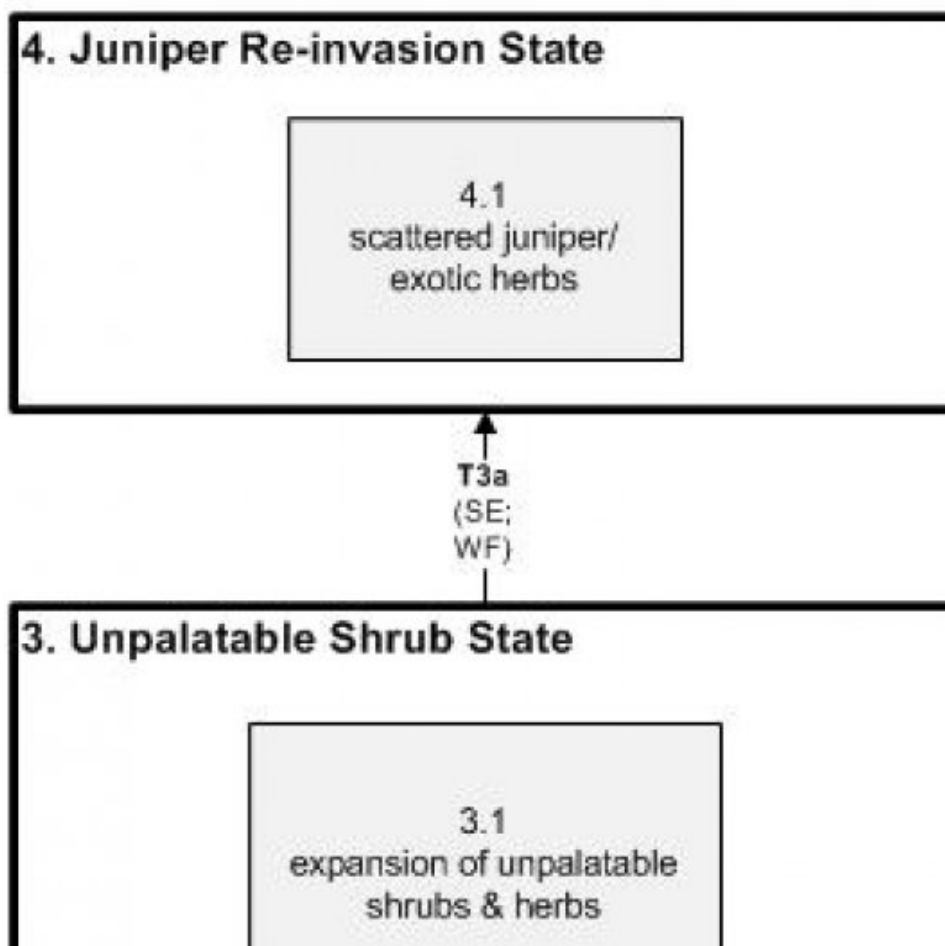 4. Juniper Re-invasion State
4.1
scattered juniper/
exotic herbs
T3a
(SE;
WF)
3. Unpalatable Shrub State
3.1
expansion of unpalatable
shrubs & herbs